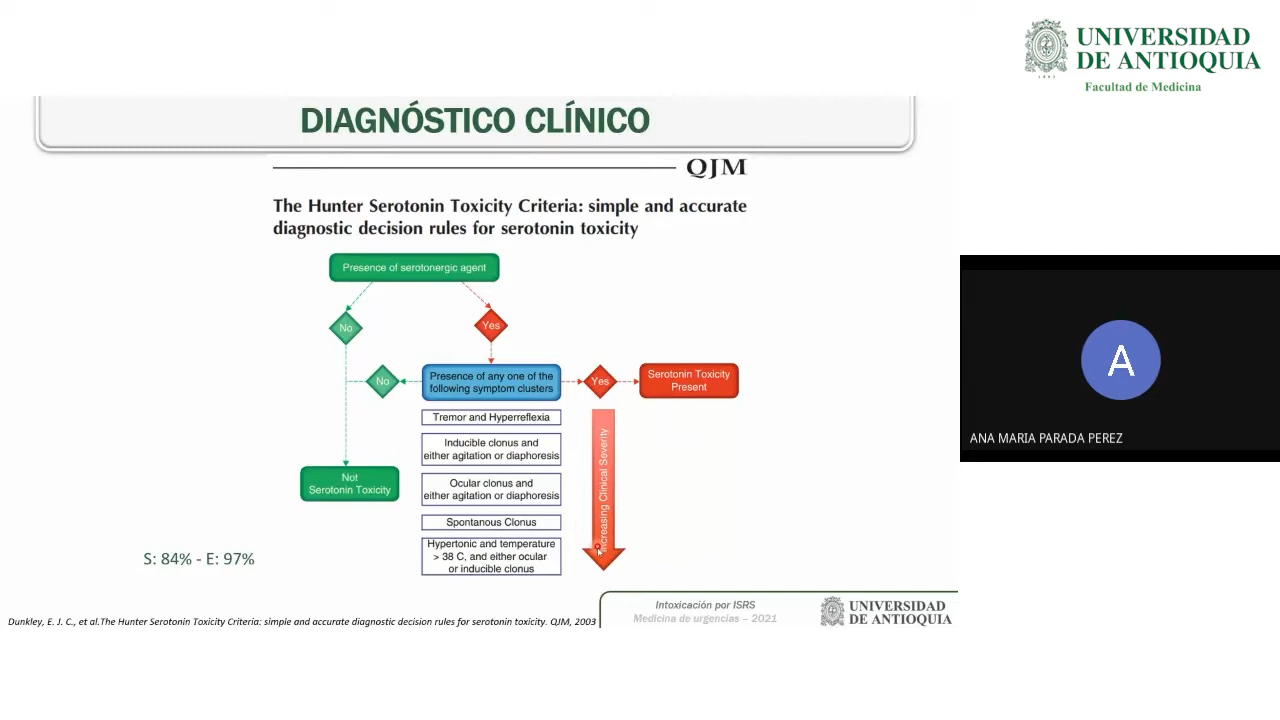 UNIVERSIDAD
DE ANTIOQUIA
1803
Facultad de Medicina
DIAGNÓSTICO CLÍNICO
QJM
The Hunter Serotonin Toxicity Criteria: simple and accurate
diagnostic decision rules for serotonin toxicity
Presence of serotonergic agent
No
Yes
No
Presence of any one of the
following symptom clusters
Yes
Serotonin Toxicity
Present
Tremor and Hyperreflexia
Inducible clonus and
either agitation or diaphoresis
Ocular clonus and
either agitation or diaphoresis
Spontanous Clonus
Hypertonic and temperature
> 38 C, and either ocular
or inducible clonus
Increasing Clinical Severity
Not
Serotonin Toxicity
S: 84% - E: 97%
Dunkley, E. J. C., et al.The Hunter Serotonin Toxicity Criteria: simple and accurate diagnostic decision rules for serotonin toxicity. QJM, 2003
Intoxicación por ISRS
Medicina de urgencias – 2021
UNIVERSIDAD
DE ANTIOQUIA
A
ANA MARIA PARADA PEREZ